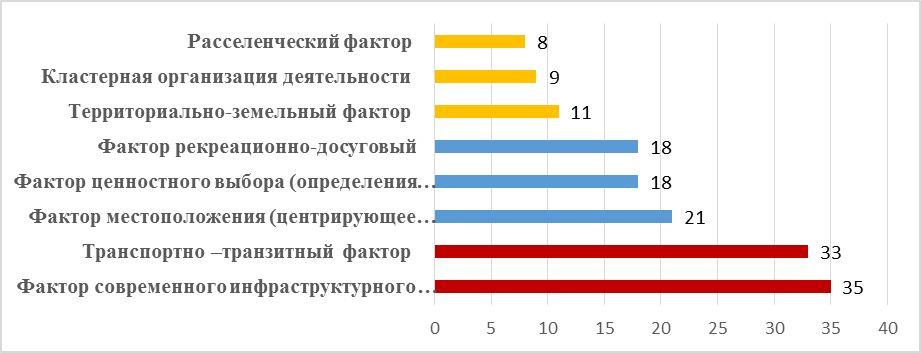 Расселенческий фактор 8
Кластерная организация деятельности 9
Территориально-земельный фактор 11
Фактор рекреационно-досуговый 18
Фактор ценностного выбора (определения… 18
Фактор местоположения (центрирующее… 21
Транспортно –транзитный фактор 33
Фактор современного инфраструктурного… 35
0 5 10 15 20 25 30 35 40